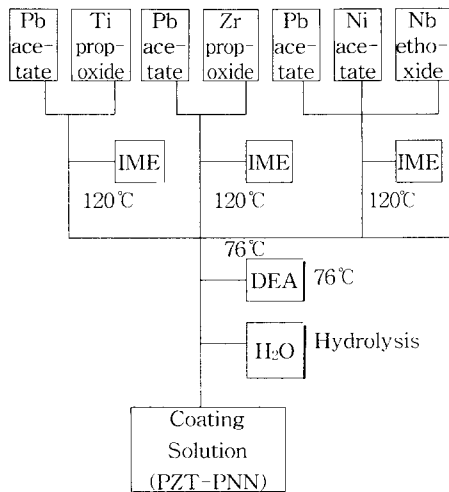 Pb
ace-
tate
Ti
prop-
oxide
Pb
ace-
tate
Zr
prop-
oxide
Pb
ace-
tate
Ni
ace-
tate
Nb
etho-
xide
IME
IME
IME
120℃
120℃
120℃
76℃
DEA
76℃
H₂O
Hydrolysis
Coating
Solution
(PZT-PNN)